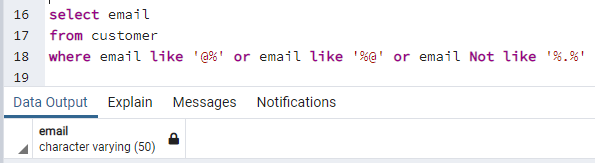 16 select email
17 from customer
18 where email like '@%' or email like '%@' or email Not like '%.%'
19
Data Output Explain Messages Notifications
email
character varying (50)